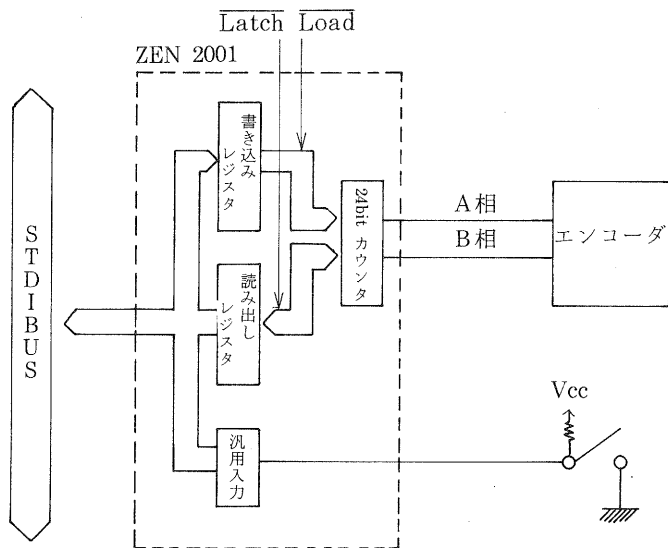 Latch Load
ZEN 2001
書き込み
レジスタ
24bit カウンタ
A相
B相
エンコーダ
STDIBUS
読み出し
レジスタ
Vcc
汎用入力